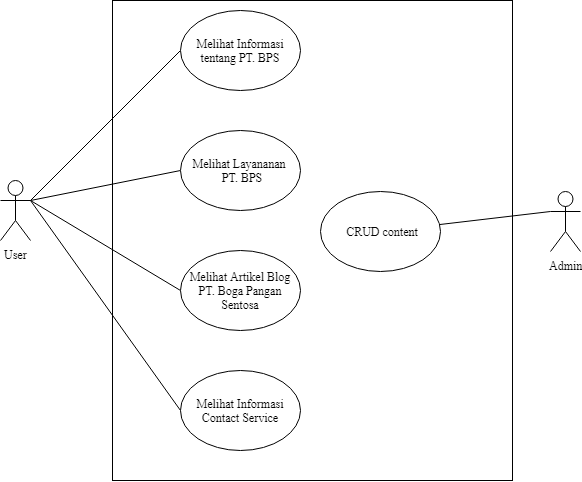 Melihat Informasi
tentang PT. BPS
Melihat Layananan
PT. BPS
User
CRUD content
Admin
Melihat Artikel Blog
PT. Boga Pangan
Sentosa
Melihat Informasi
Contact Service